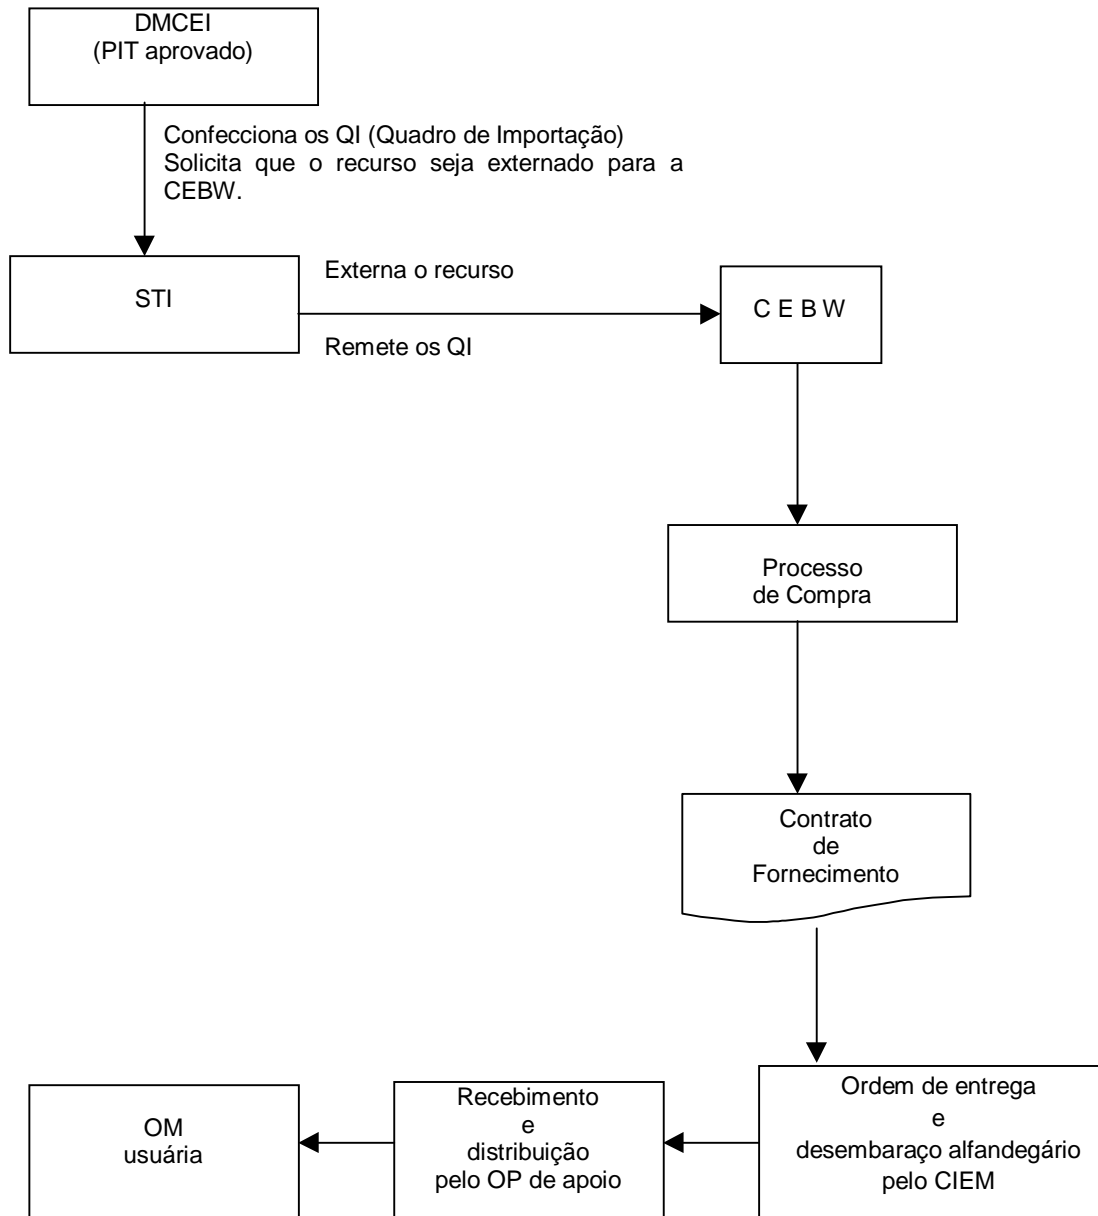 DMCEI
(PIT aprovado)
Confecciona os QI (Quadro de Importação)
Solicita que o recurso seja externado para a
CEBW.
STI
Externa o recurso
Remete os QI
C E B W
Processo
de Compra
Contrato
de
Fornecimento
Ordem de entrega
e
desembaraço alfandegário
pelo CIEM
Recebimento
e
distribuição
pelo OP de apoio
OM
usuária